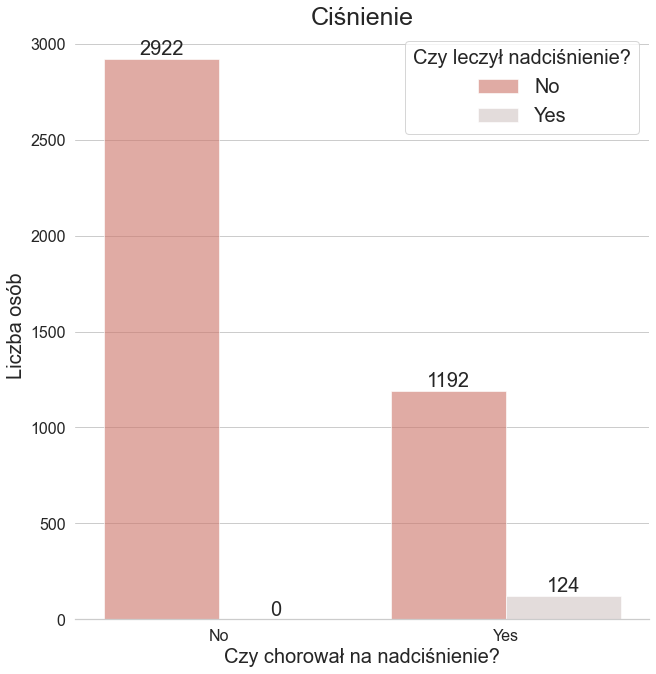 Ciśnienie
Czy leczył nadciśnienie?
No
Yes
Liczba osób
3000
2500
2000
1500
1000
500
0
2922
0
1192
124
No
Yes
Czy chorował na nadciśnienie?